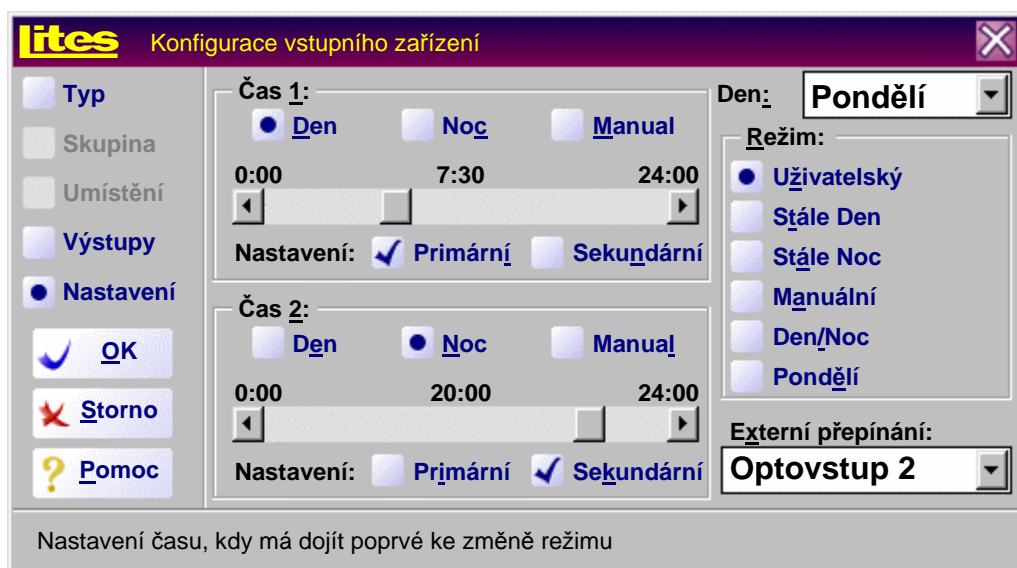 lites Konfigurace vstupního zařízení
Typ
Skupina
Umístění
Výstupy
Nastavení
OK
Storno
Pomoc
Čas 1:
Den Noc Manual
0:00 7:30 24:00
Nastavení: Primární Sekundární
Čas 2:
Den Noc Manual
0:00 20:00 24:00
Nastavení: Primární Sekundární
Den: Pondělí
Režim:
Uživatelský
Stále Den
Stále Noc
Manuální
Den/Noc
Pondělí
Externí přepínání:
Optovstup 2
Nastavení času, kdy má dojít poprvé ke změně režimu